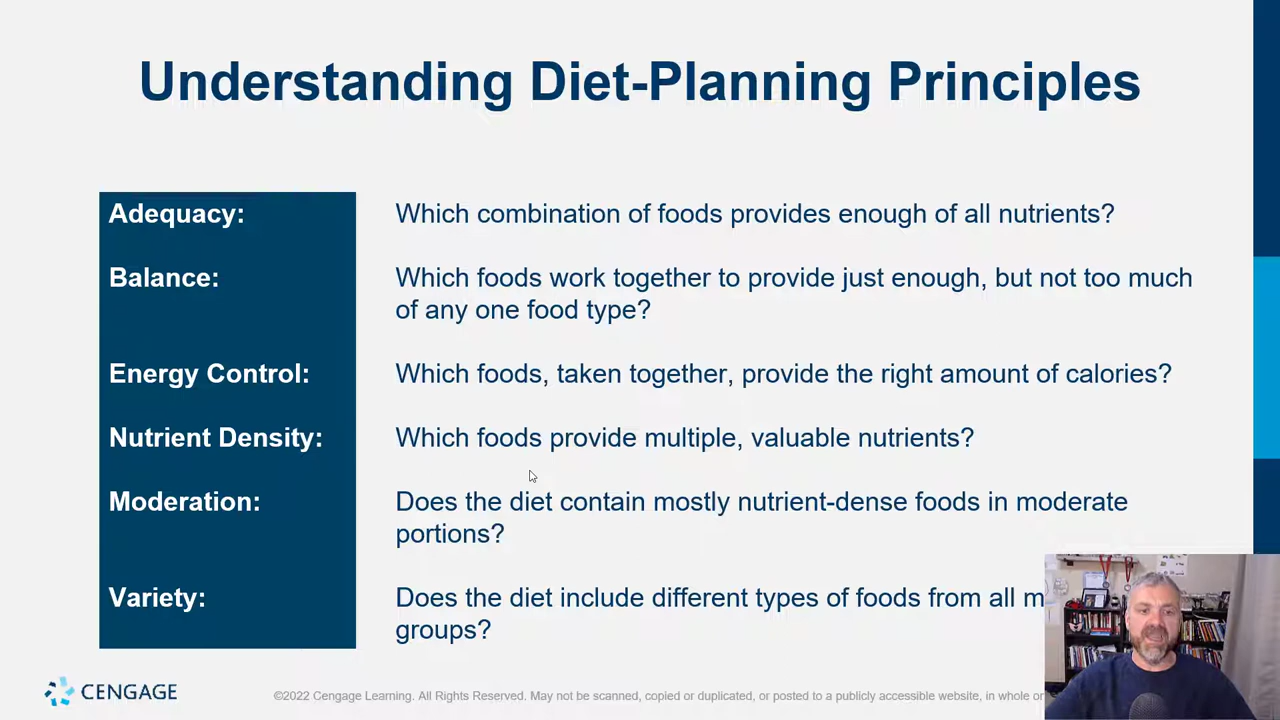 Understanding Diet-Planning Principles
Adequacy:
Which combination of foods provides enough of all nutrients?
Balance:
Which foods work together to provide just enough, but not too much
of any one food type?
Energy Control:
Which foods, taken together, provide the right amount of calories?
Nutrient Density:
Which foods provide multiple, valuable nutrients?
Moderation:
Does the diet contain mostly nutrient-dense foods in moderate
portions?
Variety:
Does the diet include different types of foods from all
groups?
CENGAGE
©2022 Cengage Learning. All Rights Reserved. May not be scanned, copied or duplicated, or posted to a publicly accessible website, in whole or